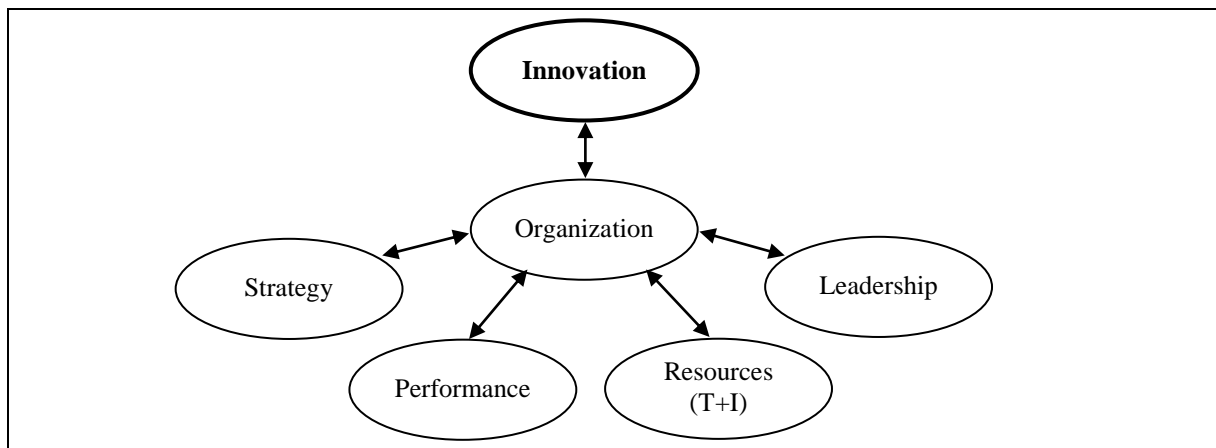 Innovation
Organization
Strategy
Leadership
Performance
Resources
(T+I)